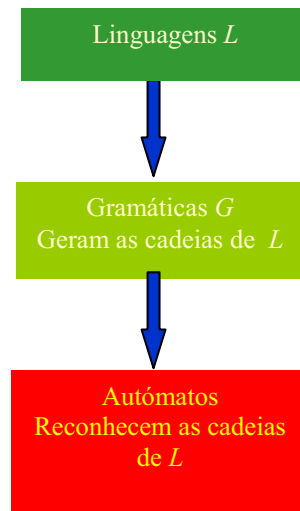 Linguagens L
Gramáticas G
Geram as cadeias de L
Autómatos
Reconhecem as cadeias
de L